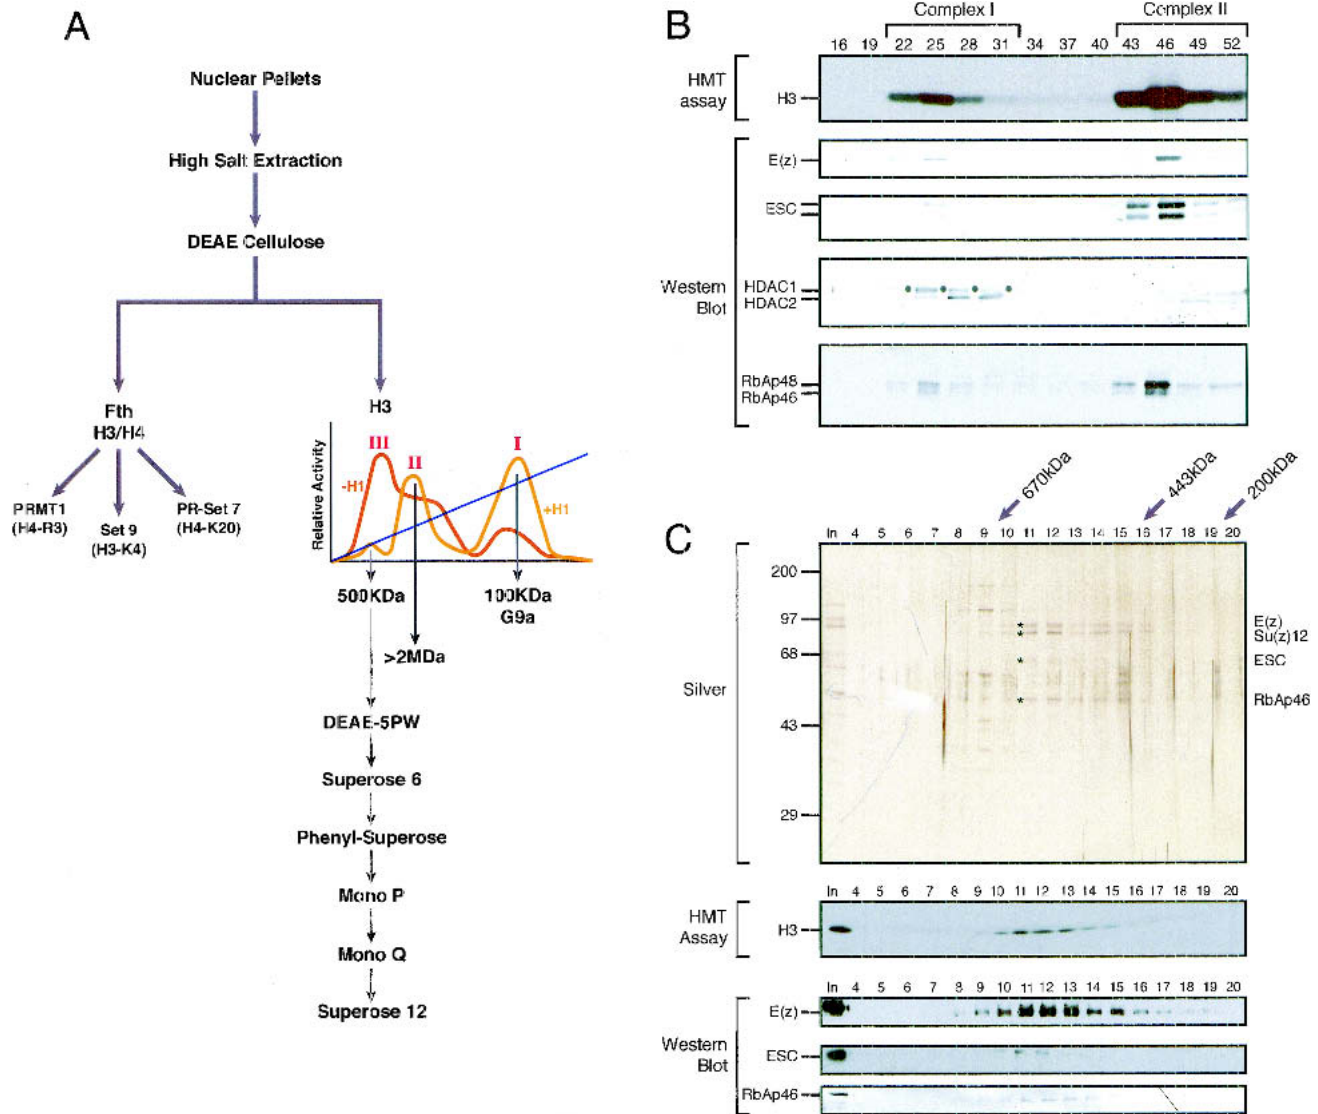 A
Nuclear Pellets
High Salt Extraction
DEAE Cellulose
Fth
H3/H4
PRMT1
(H4-R3)
Set 9
(H3-K4)
PR-Set 7
(H4-K20)
H3
Relative Activity
III
II
I
-H1
+H1
500KDa
>2MDa
100KDa
G9a
DEAE-5PW
Superose 6
Phenyl-Superose
Mono P
Mono Q
Superose 12
B
Complex I
Complex II
16 19 22 25 28 31 34 37 40 43 46 49 52
HMT
assay
H3
Western
Blot
E(z)
ESC
HDAC1
HDAC2
RbAp48
RbAp46
C
670KDa
443KDa
200KDa
In 4 5 6 7 8 9 10 11 12 13 14 15 16 17 18 19 20
Silver
200
97
68
43
29
*
*
*
*
E(z)
Su(z)12
ESC
RbAp46
In 4 5 6 7 8 9 10 11 12 13 14 15 16 17 18 19 20
HMT
Assay
H3
In 4 5 6 7 8 9 10 11 12 13 14 15 16 17 18 19 20
Western
Blot
E(z)
ESC
RbAp46